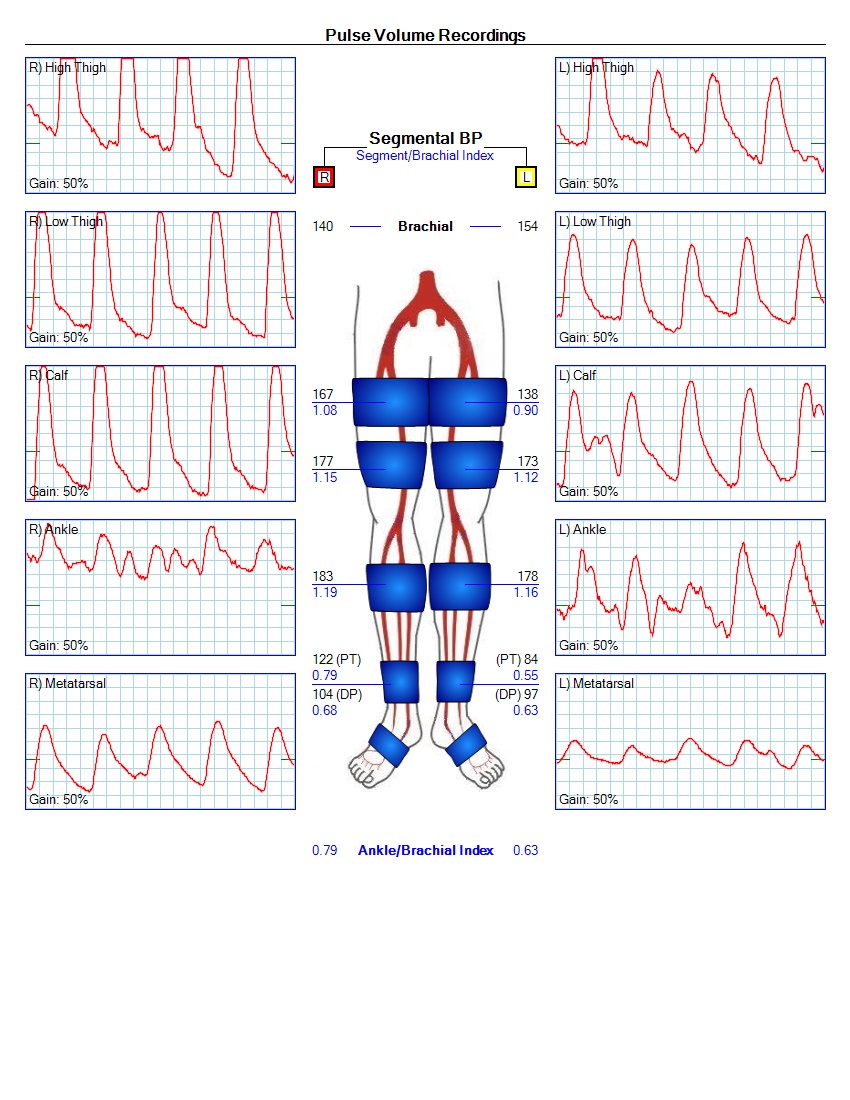 Pulse Volume Recordings
R) High Thigh
Gain: 50%
R) Low Thigh
Gain: 50%
R) Calf
Gain: 50%
R) Ankle
Gain: 50%
R) Metatarsal
Gain: 50%
Segmental BP
Segment/Brachial Index
R
L
140 Brachial 154
167
1.08
138
0.90
177
1.15
173
1.12
183
1.19
178
1.16
122 (PT)
0.79
104 (DP)
0.68
(PT) 84
0.55
(DP) 97
0.63
0.79 Ankle/Brachial Index 0.63
L) High Thigh
Gain: 50%
L) Low Thigh
Gain: 50%
L) Calf
Gain: 50%
L) Ankle
Gain: 50%
L) Metatarsal
Gain: 50%